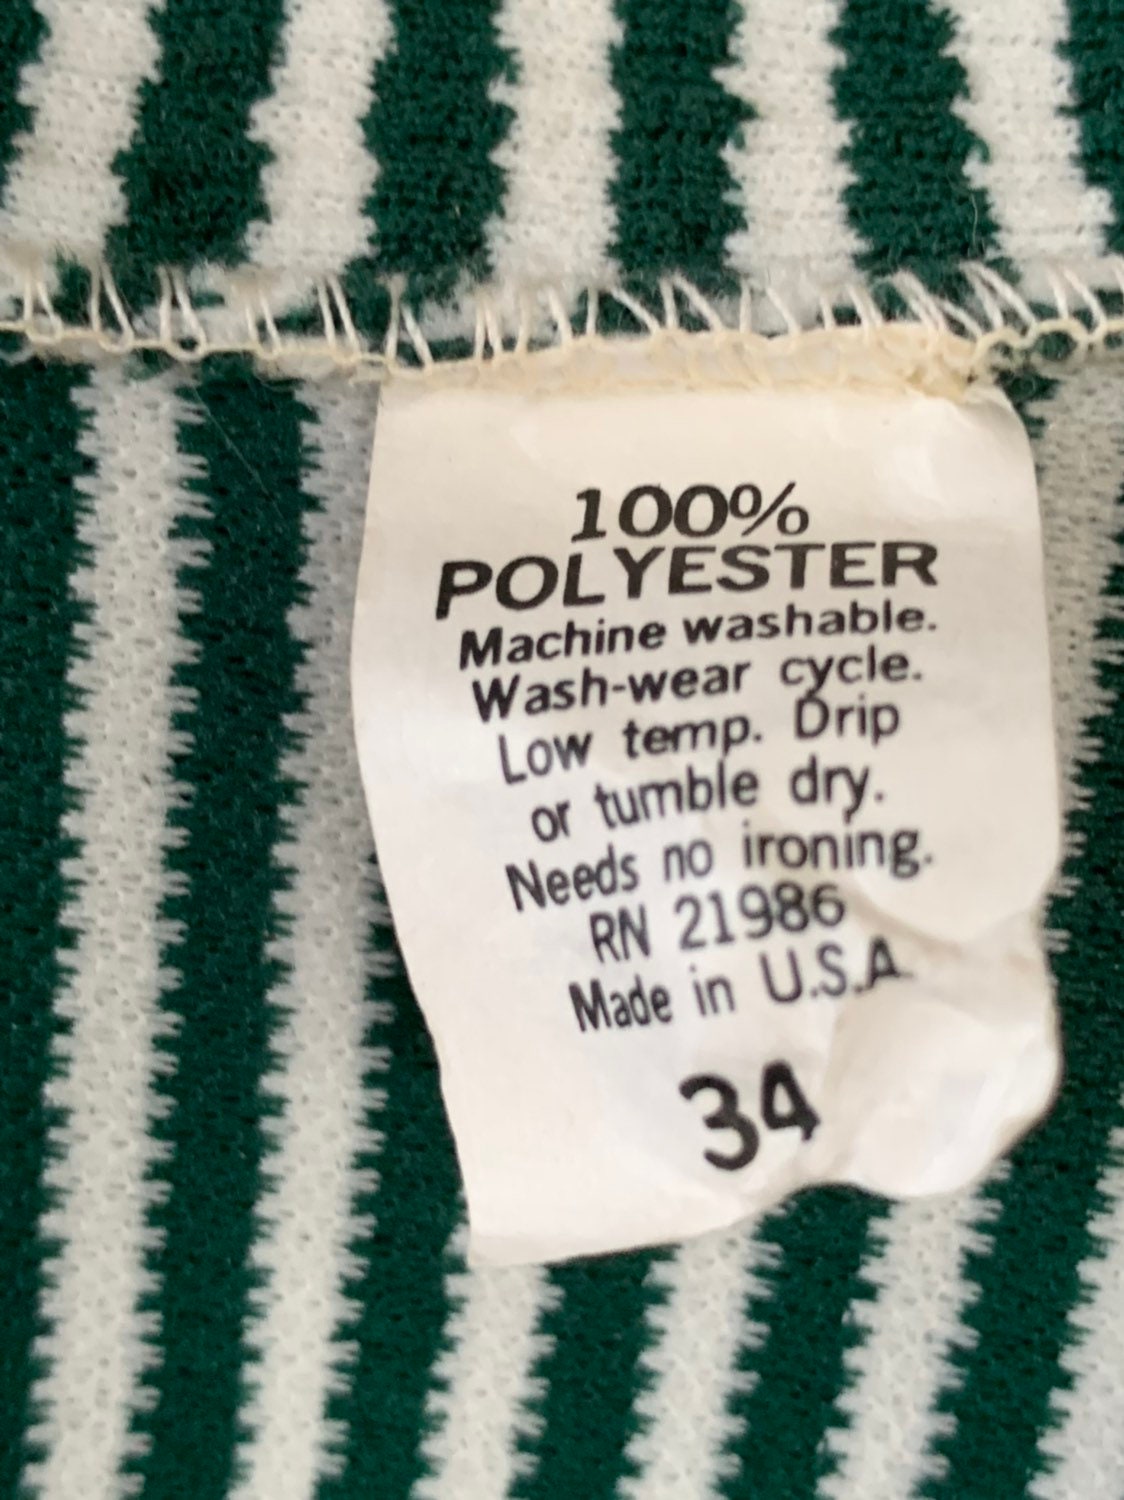 100%
POLYESTER
Machine washable.
Wash-wear cycle.
Low temp. Drip
or tumble dry.
Needs no ironing.
RN 21986
Made in U.S.A.
34